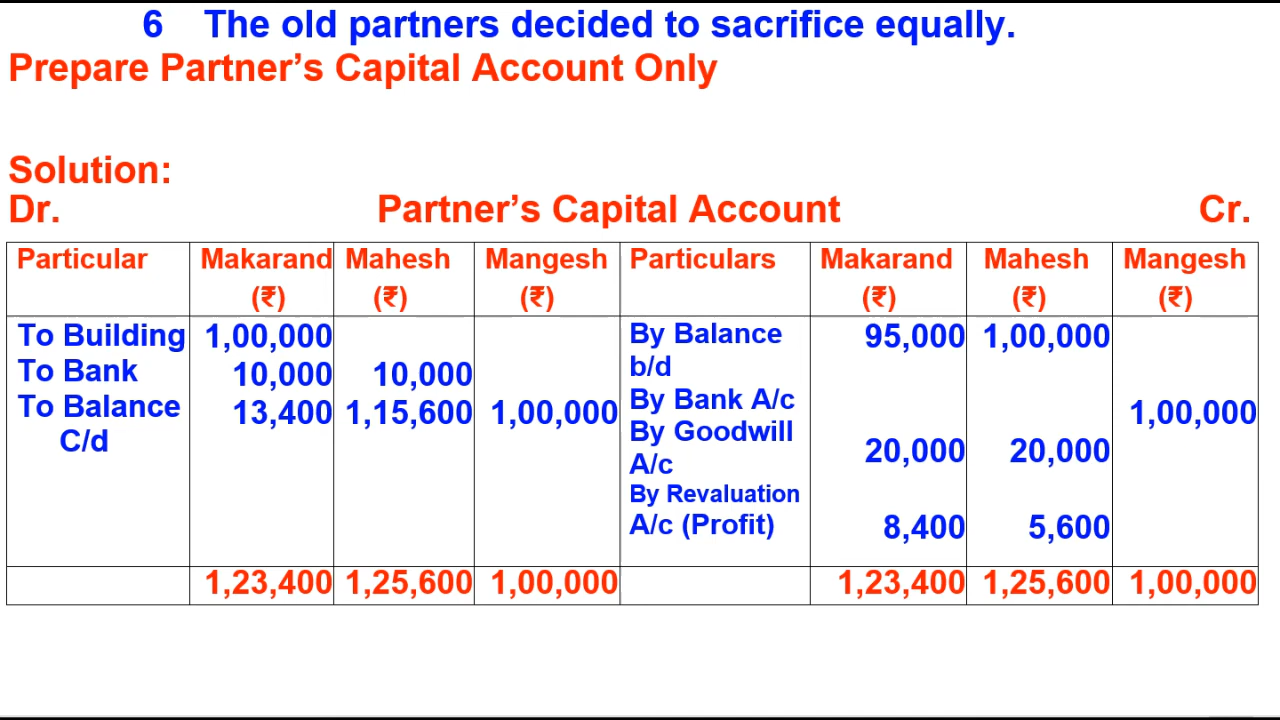 6 The old partners decided to sacrifice equally.
Prepare Partner’s Capital Account Only
Solution:
Dr. Partner’s Capital Account Cr.
Particular Makarand Mahesh Mangesh Particulars Makarand Mahesh Mangesh
(₹) (₹) (₹) (₹) (₹) (₹)
To Building 1,00,000 By Balance 95,000 1,00,000
b/d
To Bank 10,000 10,000
To Balance 13,400 1,15,600 1,00,000 By Bank A/c 1,00,000
C/d By Goodwill
A/c 20,000 20,000
By Revaluation
A/c (Profit) 8,400 5,600
1,23,400 1,25,600 1,00,000 1,23,400 1,25,600 1,00,000